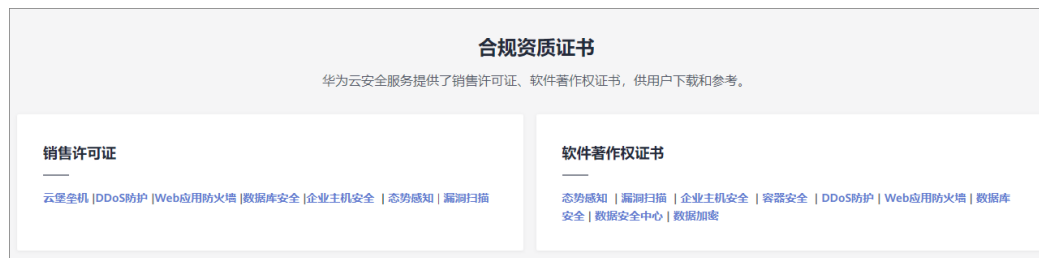 合规资质证书
华为云安全服务提供了销售许可证、软件著作权证书，供用户下载和参考。
销售许可证
云堡垒机 |DDoS防护 |Web应用防火墙 |数据库安全 |企业主机安全 | 态势感知 | 漏洞扫描
软件著作权证书
态势感知 | 漏洞扫描 | 企业主机安全 | 容器安全 | DDoS防护 | Web应用防火墙 | 数据库
安全 | 数据安全中心 | 数据加密